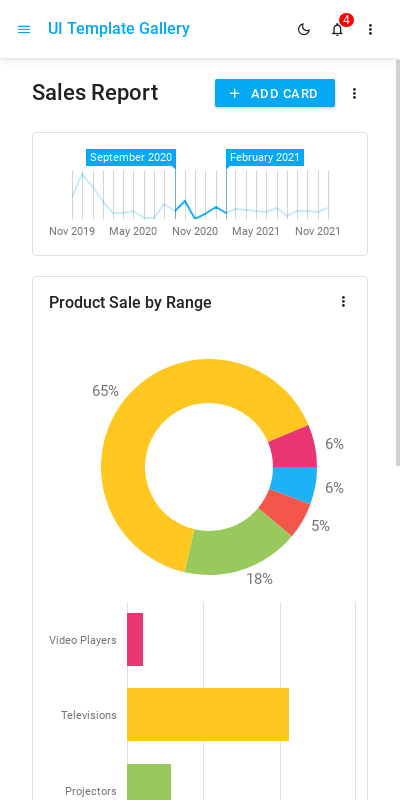 UI Template Gallery
4
Sales Report
+ ADD CARD
September 2020
February 2021
Nov 2019 May 2020 Nov 2020 May 2021 Nov 2021
Product Sale by Range
65%
6%
6%
5%
18%
Video Players
Televisions
Projectors